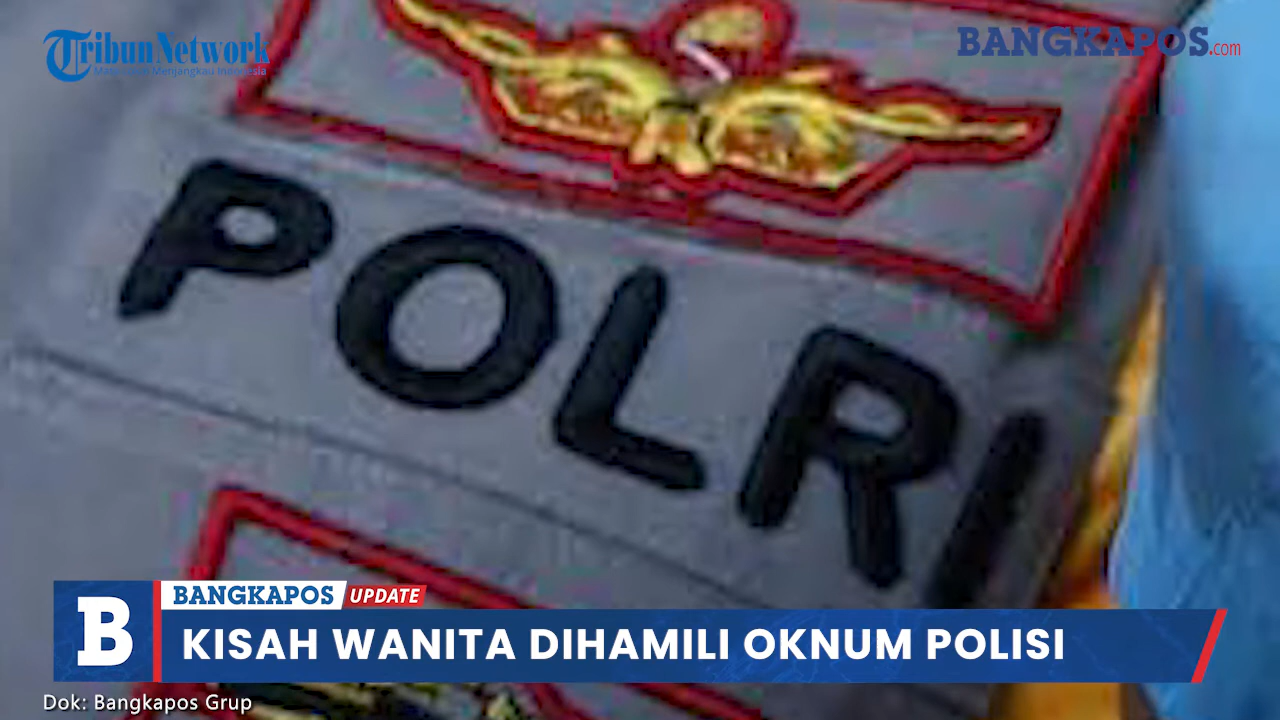 TribunNetwork
BANGKAPOS.com
POLRI
B
BANGKAPOS UPDATE
KISAH WANITA DIHAMILI OKNUM POLISI
Dok: Bangkapos Grup